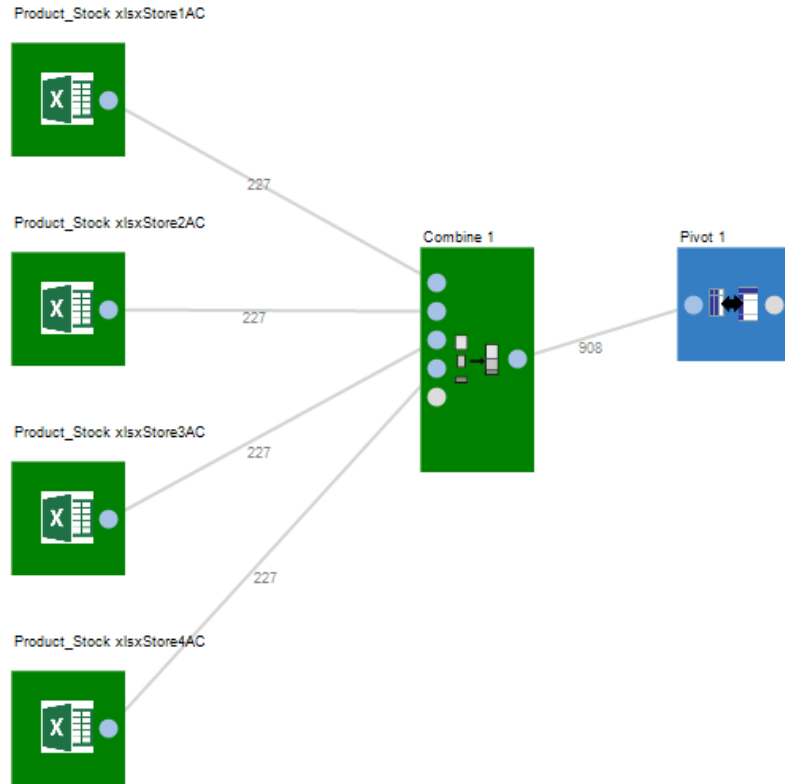 Product_Stock xlsxStore1AC
X
227
Product_Stock xlsxStore2AC
X
227
Combine 1
Pivot 1
908
Product_Stock xlsxStore3AC
X
227
227
Product_Stock xlsxStore4AC
X